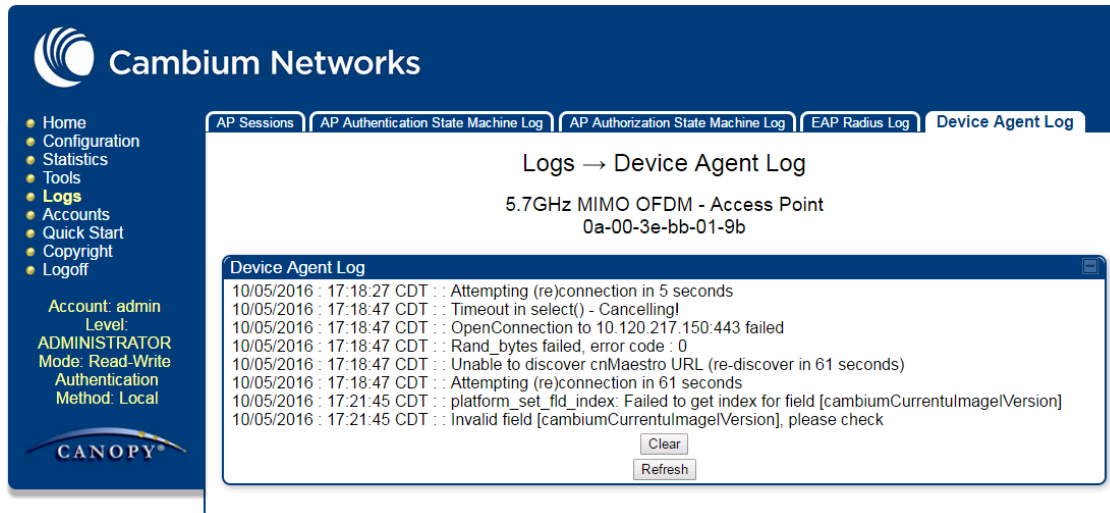 Cambium Networks
Home
Configuration
Statistics
Tools
Logs
Accounts
Quick Start
Copyright
Logoff
Account: admin
Level:
ADMINISTRATOR
Mode: Read-Write
Authentication
Method: Local
CANOPY®
AP Sessions AP Authentication State Machine Log AP Authorization State Machine Log EAP Radius Log Device Agent Log
Logs → Device Agent Log
5.7GHz MIMO OFDM - Access Point
0a-00-3e-bb-01-9b
Device Agent Log
10/05/2016 : 17:18:27 CDT : : Attempting (re)connection in 5 seconds
10/05/2016 : 17:18:47 CDT : : Timeout in select() - Cancelling!
10/05/2016 : 17:18:47 CDT : : OpenConnection to 10.120.217.150:443 failed
10/05/2016 : 17:18:47 CDT : : Rand_bytes failed, error code : 0
10/05/2016 : 17:18:47 CDT : : Unable to discover cnMaestro URL (re-discover in 61 seconds)
10/05/2016 : 17:18:47 CDT : : Attempting (re)connection in 61 seconds
10/05/2016 : 17:21:45 CDT : : platform_set_fld_index: Failed to get index for field [cambiumCurrentuImagelVersion]
10/05/2016 : 17:21:45 CDT : : Invalid field [cambiumCurrentuImagelVersion], please check
Clear
Refresh